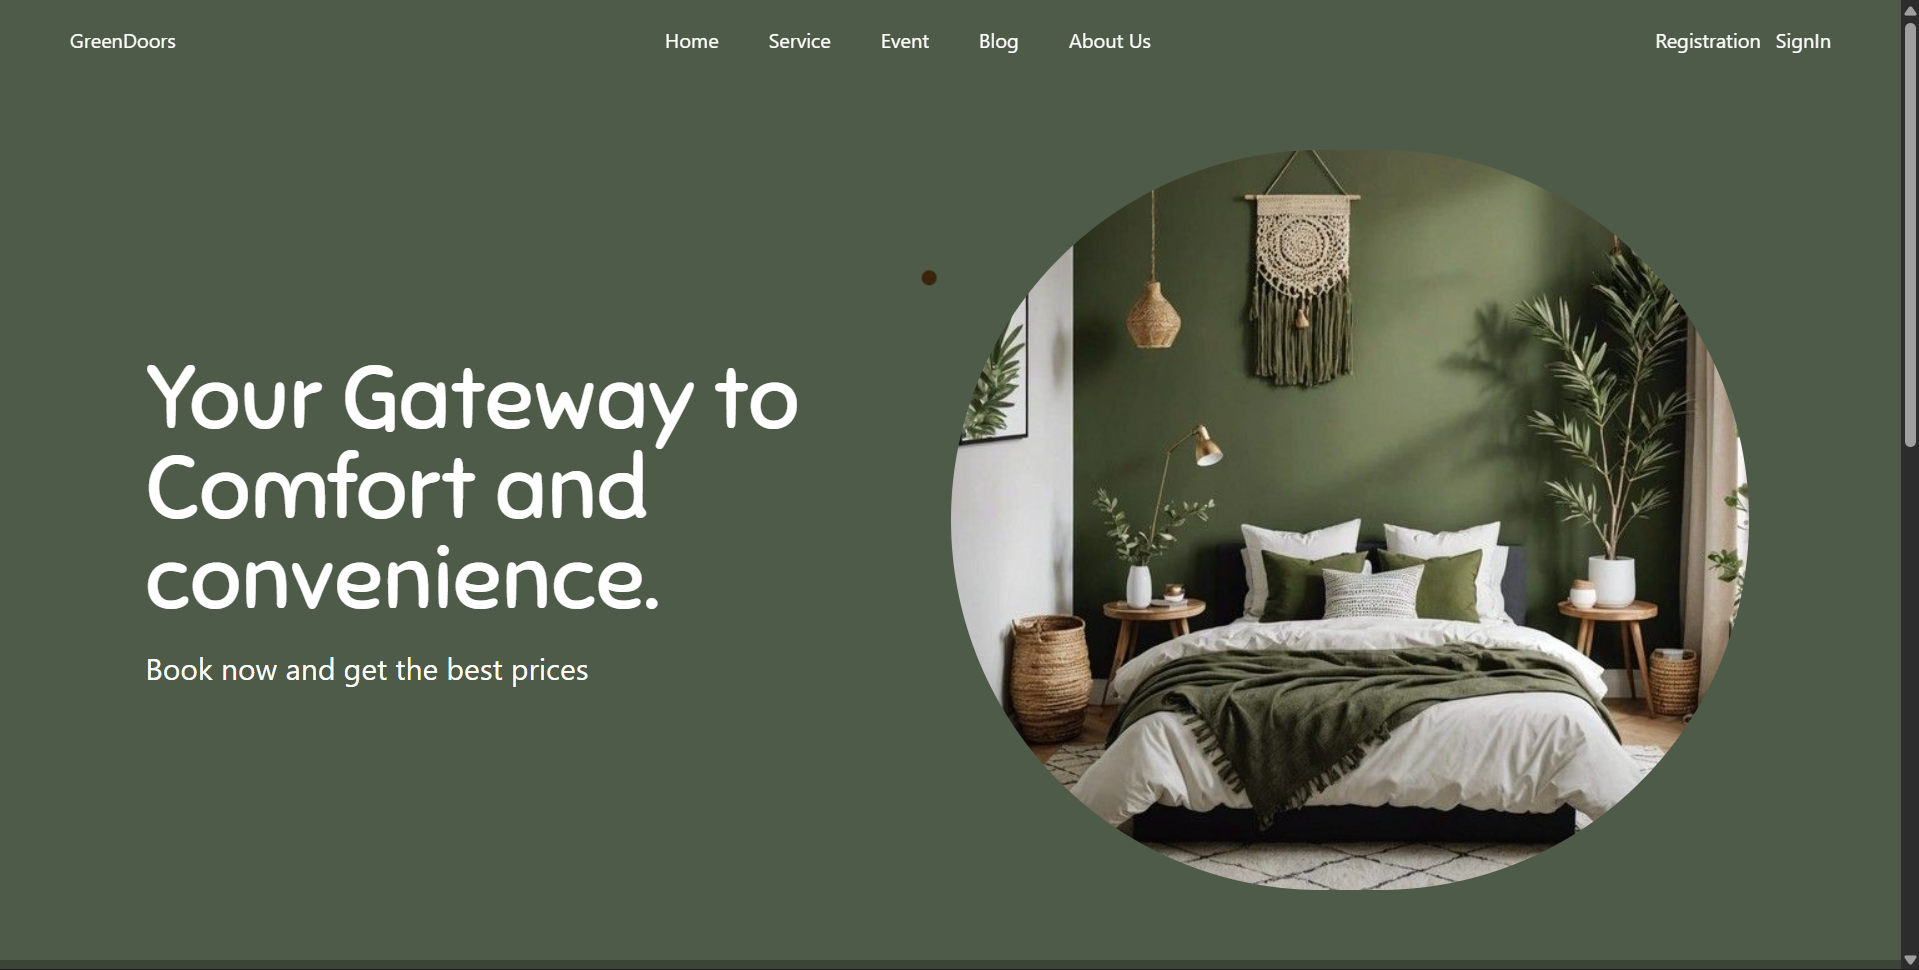 GreenDoors
Home Service Event Blog About Us
Registration SignIn
Your Gateway to
Comfort and
convenience.
Book now and get the best prices